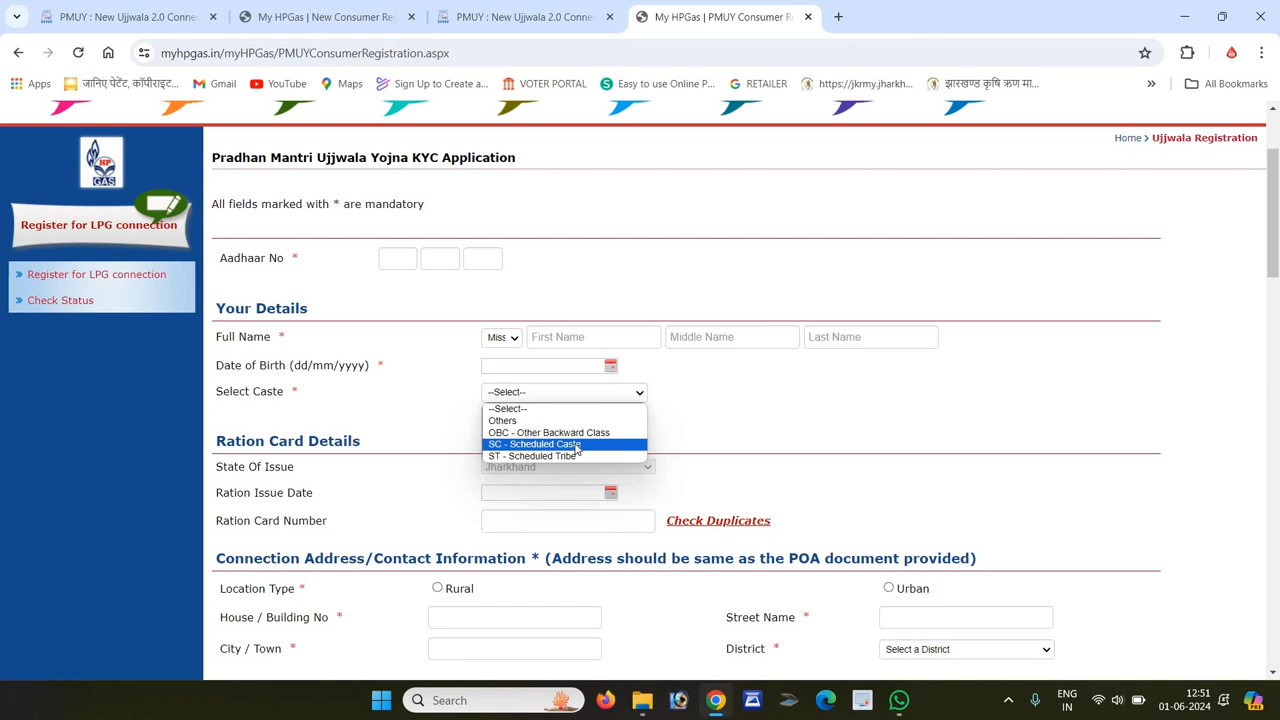 PMUY : New Ujjwala 2.0 Conne
My HPGas | New Consumer Re
PMUY : New Ujjwala 2.0 Conne
My HPGas | PMUY Consumer R
myhpgas.in/myHPGas/PMUYConsumerRegistration.aspx
Apps
जानिए पेटेंट, कॉपीराइट...
Gmail
YouTube
Maps
Sign Up to Create a...
VOTER PORTAL
Easy to use Online P...
RETAILER
https://jkrmy.jharkh...
झारखण्ड कृषि ऋण मा...
All Bookmarks
Home > Ujjwala Registration
HP
GAS
Register for LPG connection
» Register for LPG connection
» Check Status
Pradhan Mantri Ujjwala Yojna KYC Application
All fields marked with * are mandatory
Aadhaar No *
Your Details
Full Name * Miss First Name Middle Name Last Name
Date of Birth (dd/mm/yyyy) *
Select Caste * --Select--
--Select--
Others
OBC - Other Backward Class
SC - Scheduled Caste
ST - Scheduled Tribe
Ration Card Details
State Of Issue Jharkhand
Ration Issue Date
Ration Card Number Check Duplicates
Connection Address/Contact Information * (Address should be same as the POA document provided)
Location Type * Rural Urban
House / Building No * Street Name *
City / Town * District * Select a District
Search
ENG
IN
12:51
01-06-2024